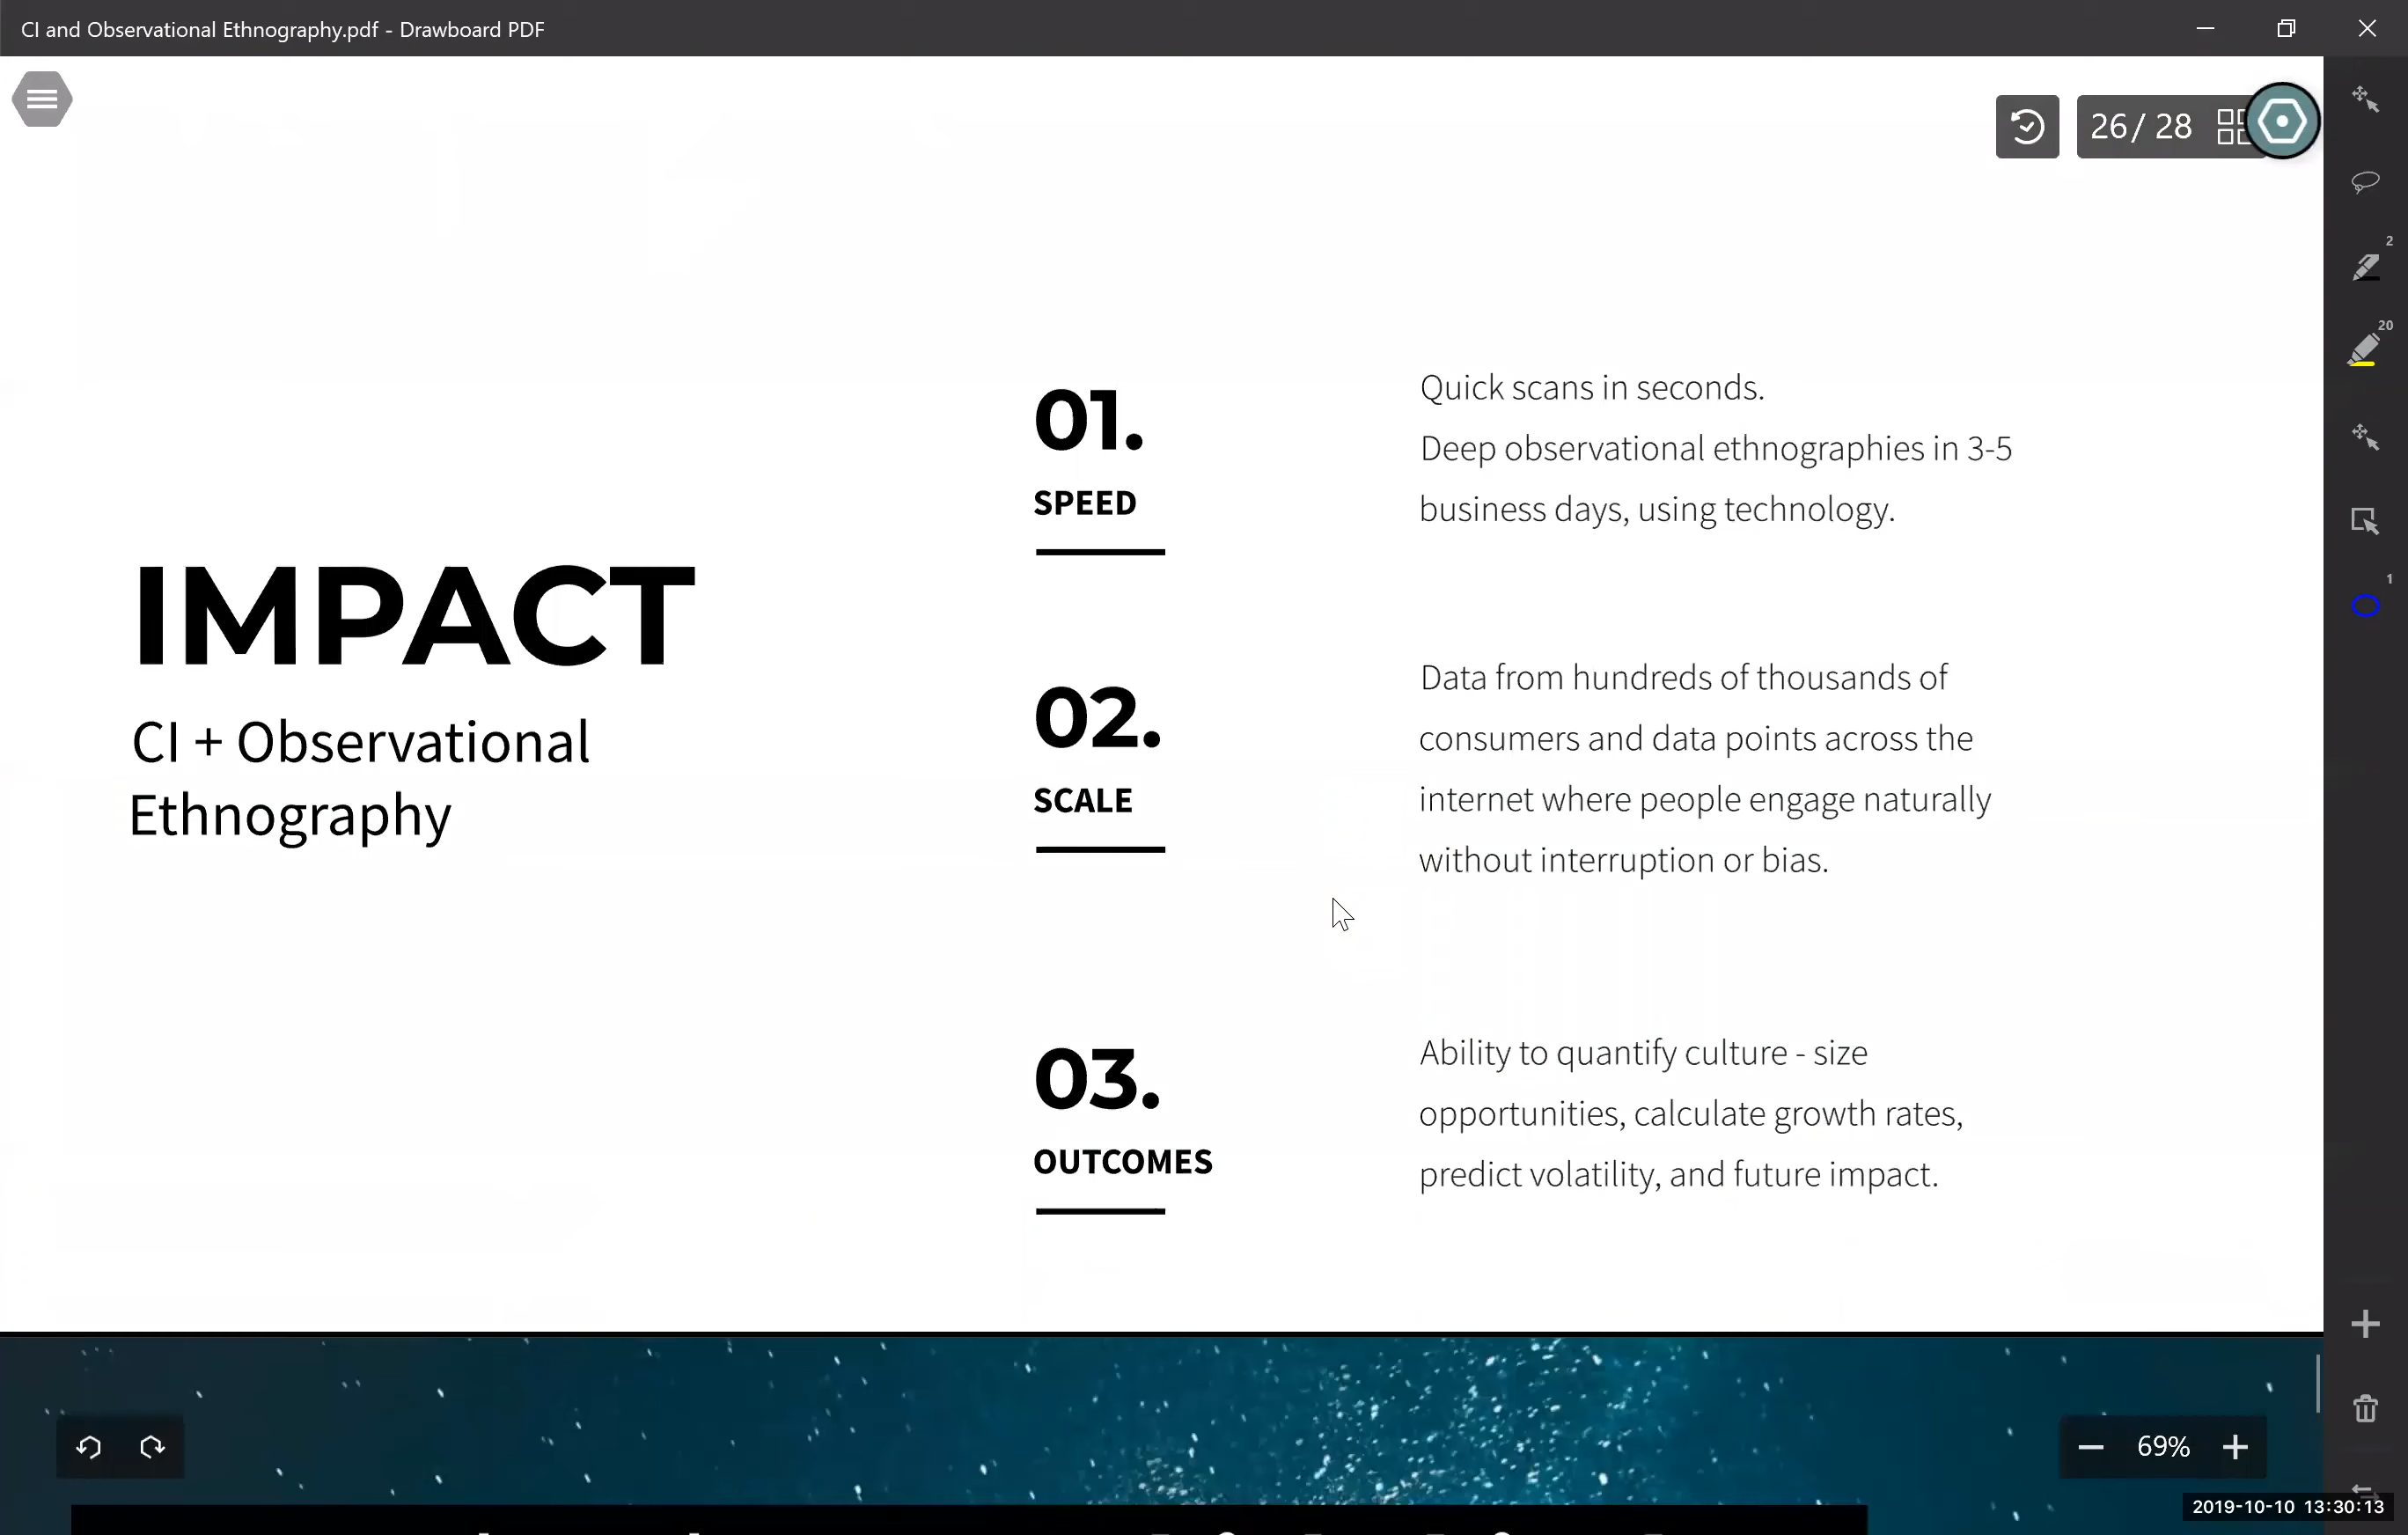 CI and Observational Ethnography.pdf - Drawboard PDF
26 / 28
2
20
1
IMPACT
CI + Observational
Ethnography
01.
SPEED
Quick scans in seconds.
Deep observational ethnographies in 3-5
business days, using technology.
02.
SCALE
Data from hundreds of thousands of
consumers and data points across the
internet where people engage naturally
without interruption or bias.
03.
OUTCOMES
Ability to quantify culture - size
opportunities, calculate growth rates,
predict volatility, and future impact.
69%
2019-10-10 13:30:13